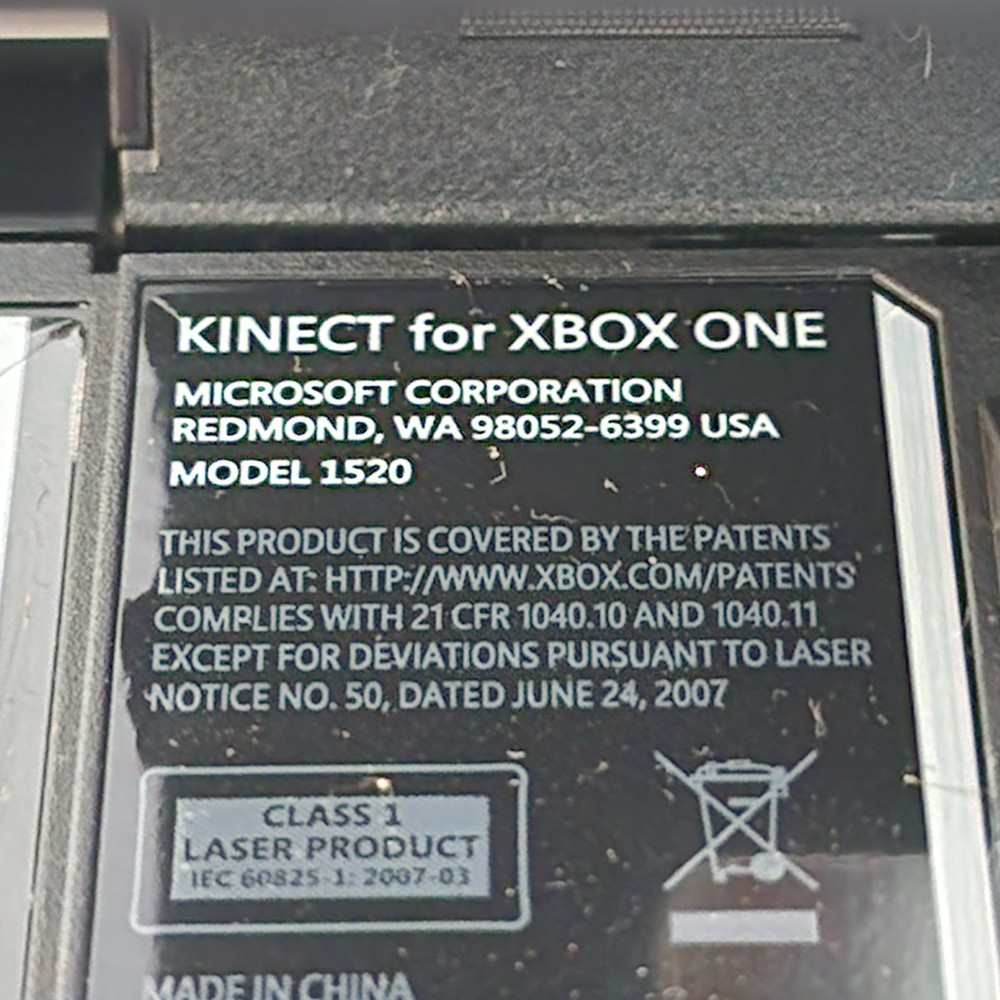 KINECT for XBOX ONE
MICROSOFT CORPORATION
REDMOND, WA 98052-6399 USA
MODEL 1520
THIS PRODUCT IS COVERED BY THE PATENTS
LISTED AT: HTTP://WWW.XBOX.COM/PATENTS
COMPLIES WITH 21 CFR 1040.10 AND 1040.11
EXCEPT FOR DEVIATIONS PURSUANT TO LASER
NOTICE NO. 50, DATED JUNE 24, 2007
CLASS 1
LASER PRODUCT
IEC 60825-1: 2007-03
MADE IN CHINA